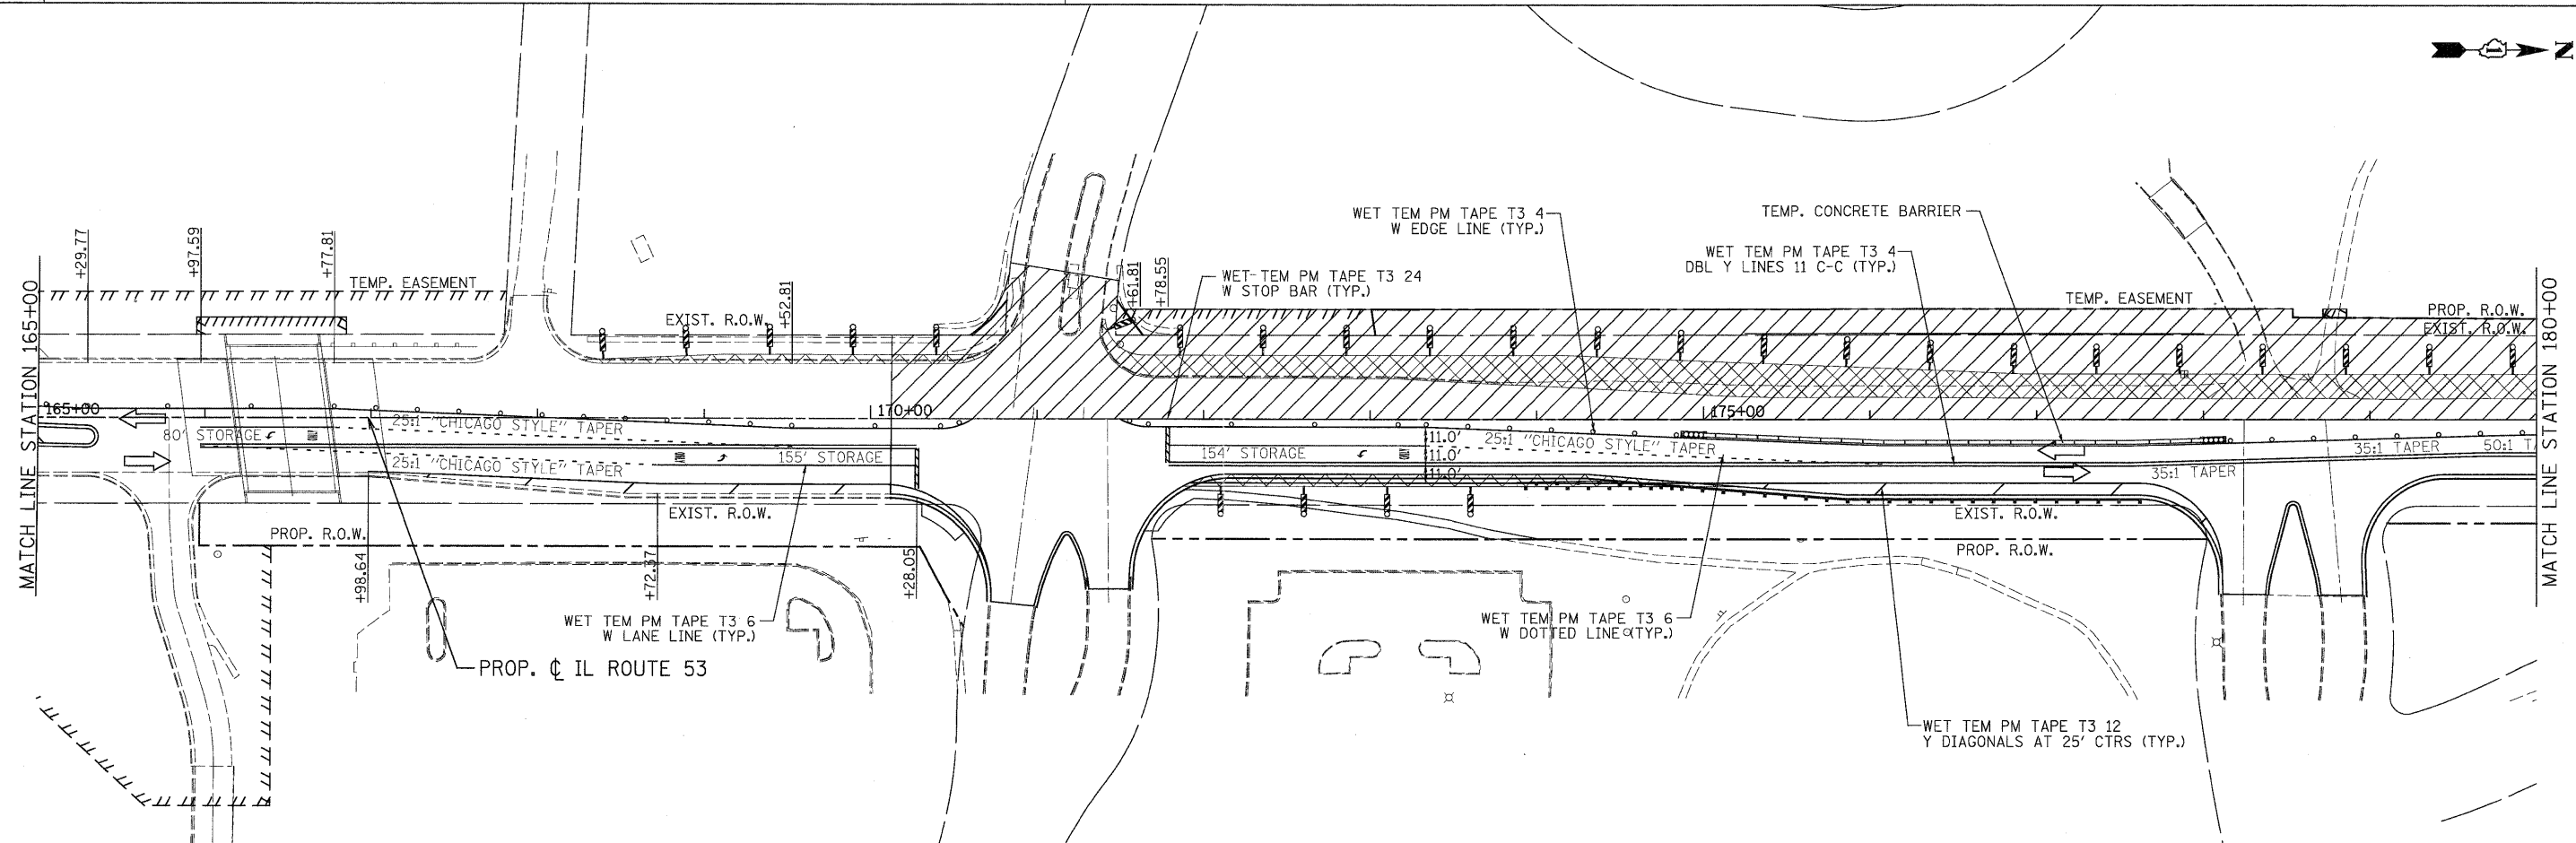 N
WET TEM PM TAPE T3 4
W EDGE LINE (TYP.)
TEMP. CONCRETE BARRIER
WET TEM PM TAPE T3 4
DBL Y LINES 11 C-C (TYP.)
WET TEM PM TAPE T3 24
W STOP BAR (TYP.)
MATCH LINE STATION 165+00
+29.77
+97.59
+77.81
TEMP. EASEMENT
EXIST. R.O.W.
+52.81
+61.81
+78.55
TEMP. EASEMENT
PROP. R.O.W.
EXIST. R.O.W.
MATCH LINE STATION 180+00
165+00
170+00
175+00
80' STORAGE
25:1 "CHICAGO STYLE" TAPER
25:1 "CHICAGO STYLE" TAPER
155' STORAGE
154' STORAGE
11.0'
11.0'
11.0'
25:1 "CHICAGO STYLE" TAPER
35:1 TAPER
35:1 TAPER
50:1 T
PROP. R.O.W.
EXIST. R.O.W.
EXIST. R.O.W.
PROP. R.O.W.
+98.64
+72.37
+28.05
WET TEM PM TAPE T3 6
W LANE LINE (TYP.)
WET TEM PM TAPE T3 6
W DOTTED LINE (TYP.)
PROP. ℄ IL ROUTE 53
WET TEM PM TAPE T3 12
Y DIAGONALS AT 25' CTRS (TYP.)